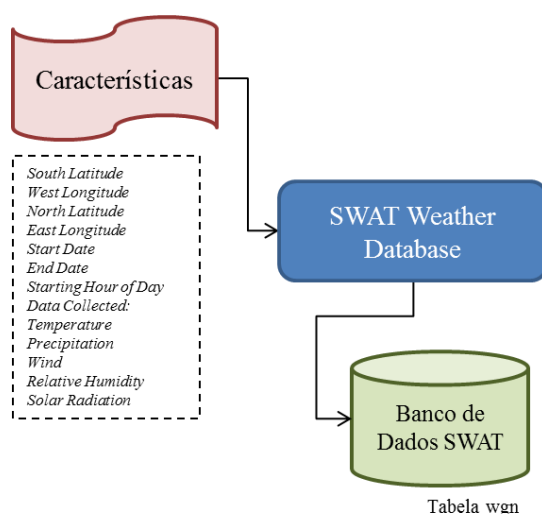 Característícas
South Latitude
West Longitude
North Latitude
East Longitude
Start Date
End Date
Starting Hour of Day
Data Collected:
Temperature
Precipitation
Wind
Relative Humidity
Solar Radiation
SWAT Weather
Database
Banco de
Dados SWAT
Tabela wgn